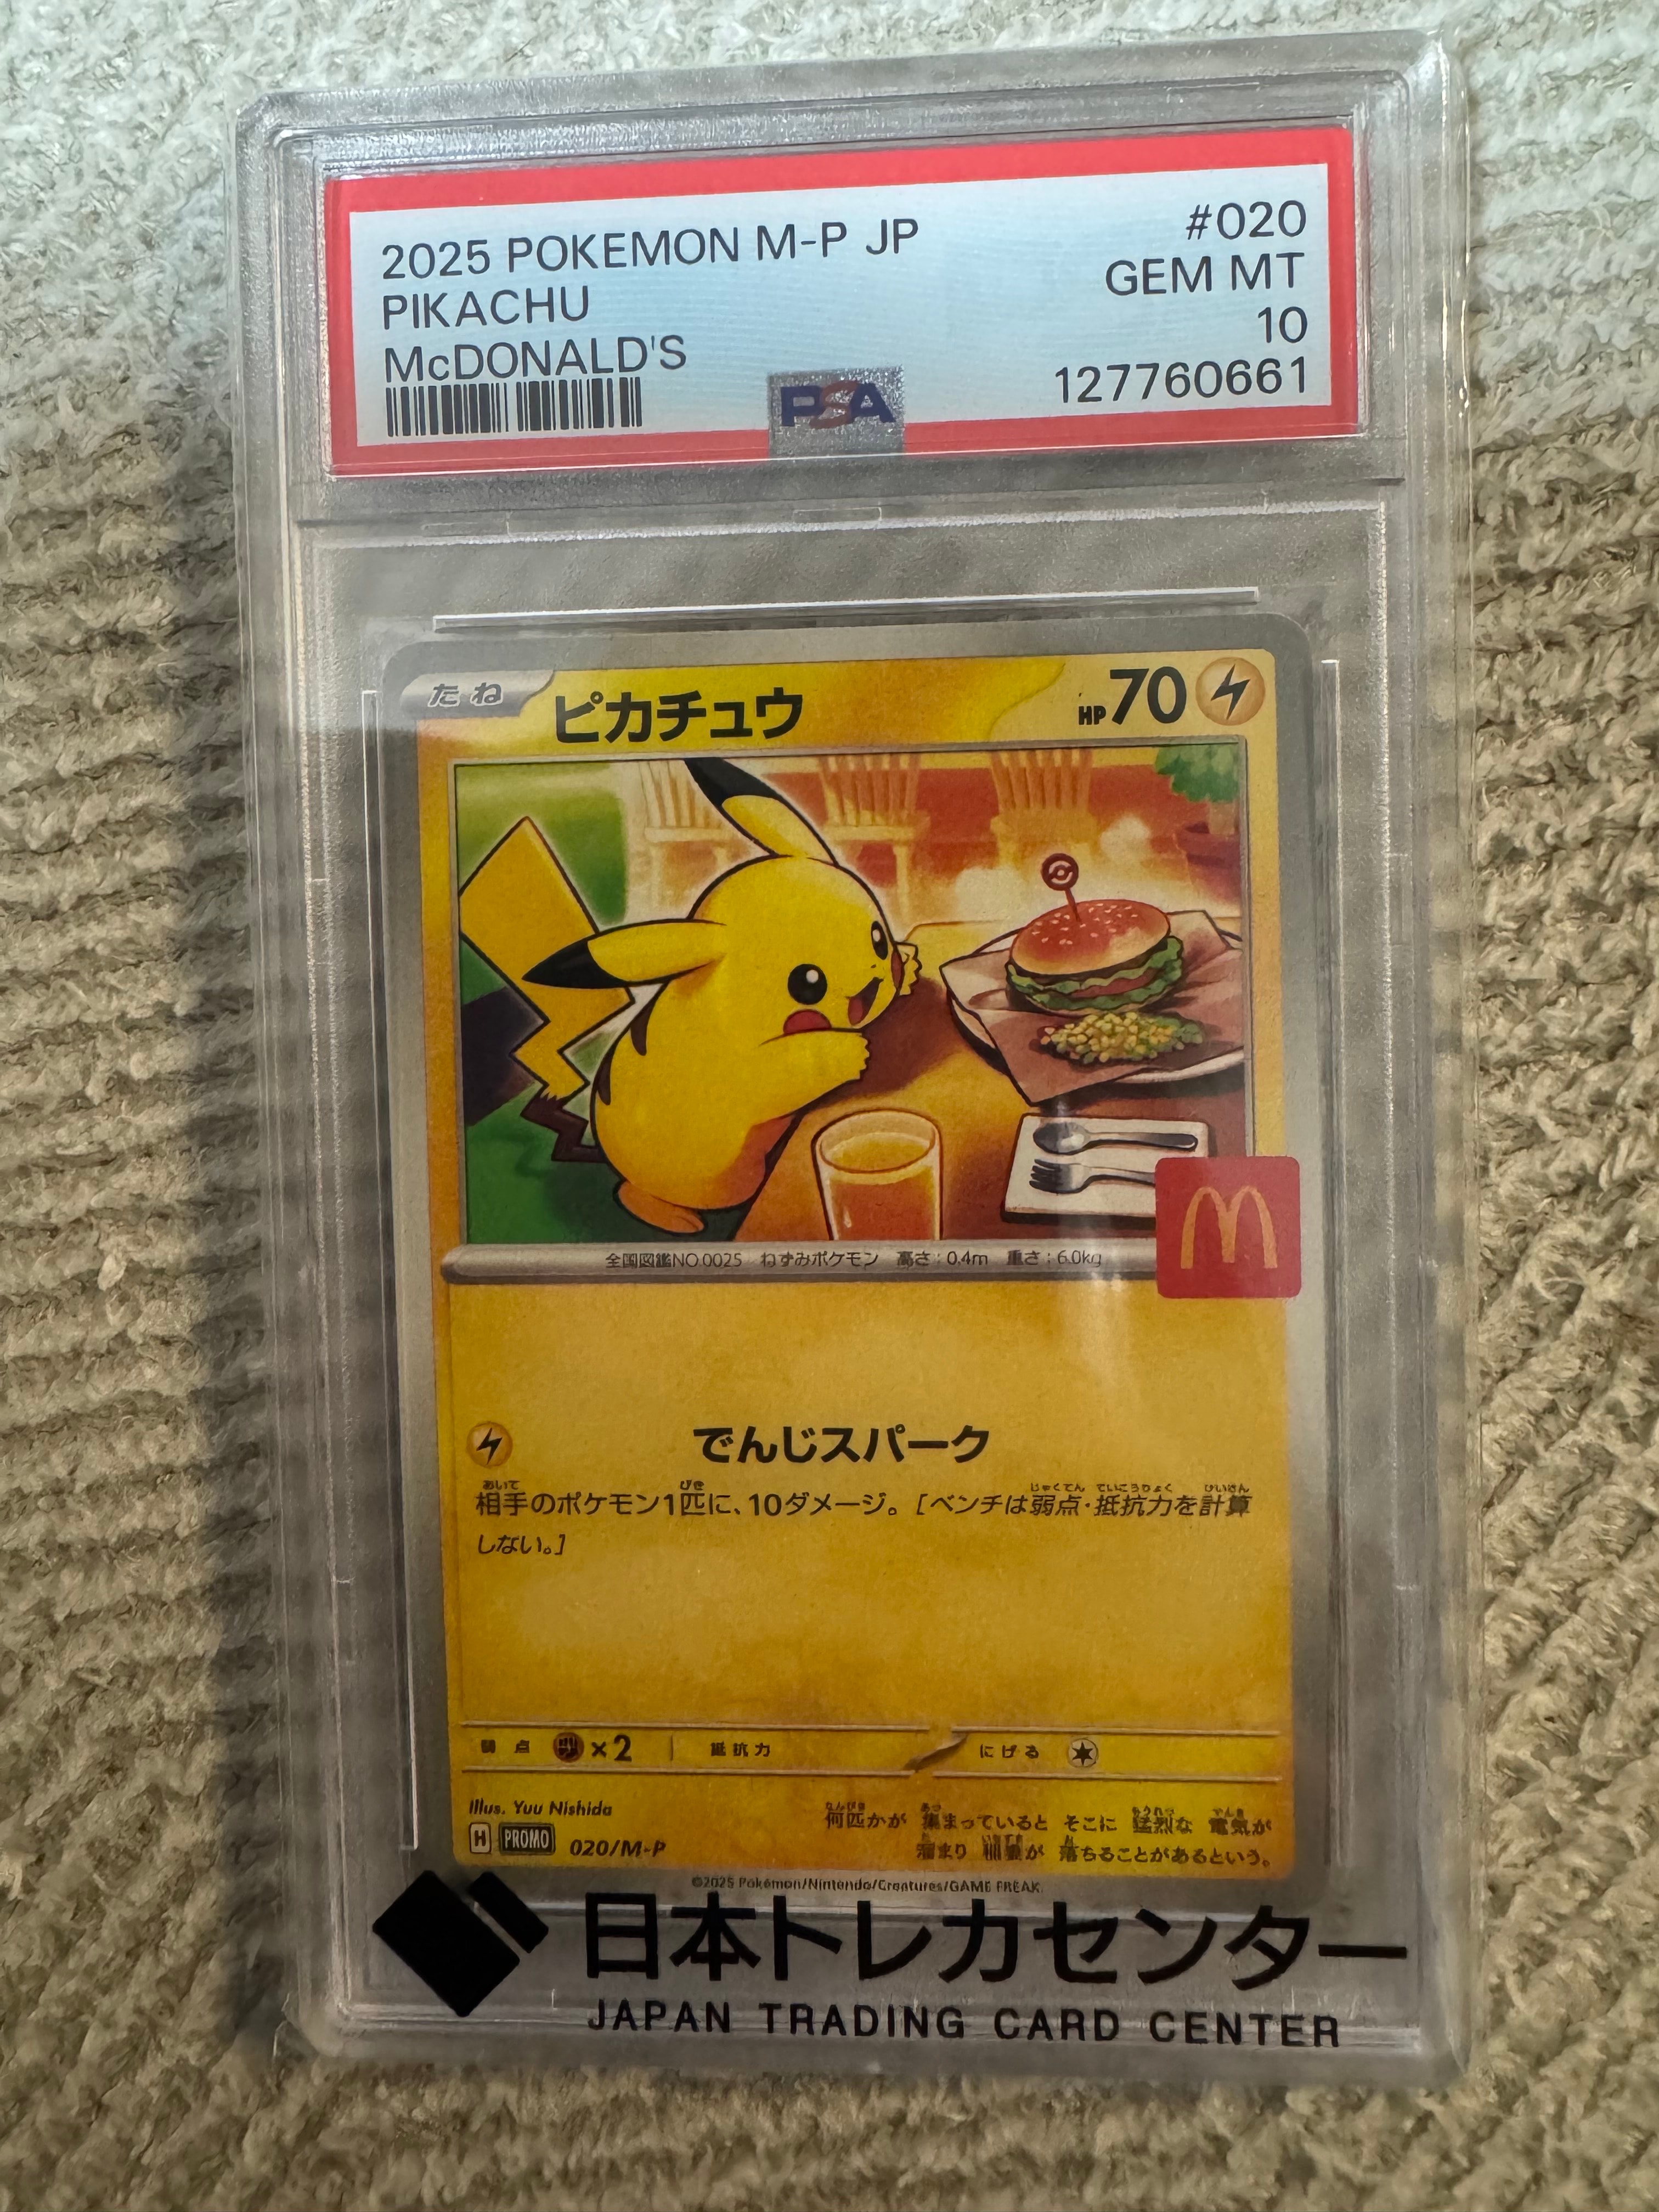 2025 POKEMON M-P JP #020
PIKACHU GEM MT
McDONALD'S 10
127760661
PSA
たね ピカチュウ HP70
全国図鑑NO.0025 ねずみポケモン 高さ:0.4m 重さ:6.0kg
M
でんじスパーク
相手のポケモン1匹に、10ダメージ。[ベンチは弱点・抵抗力を計算
しない。]
弱点 ×2 抵抗力 にげる
Illus. Yuu Nishida
何匹かが 集まっていると そこに 猛烈な 電気が
溜まり 稲妻が 落ちることがあるという。
H PROMO 020/M-P
©2025 Pokémon/Nintendo/Creatures/GAME FREAK.
日本トレカセンター
JAPAN TRADING CARD CENTER